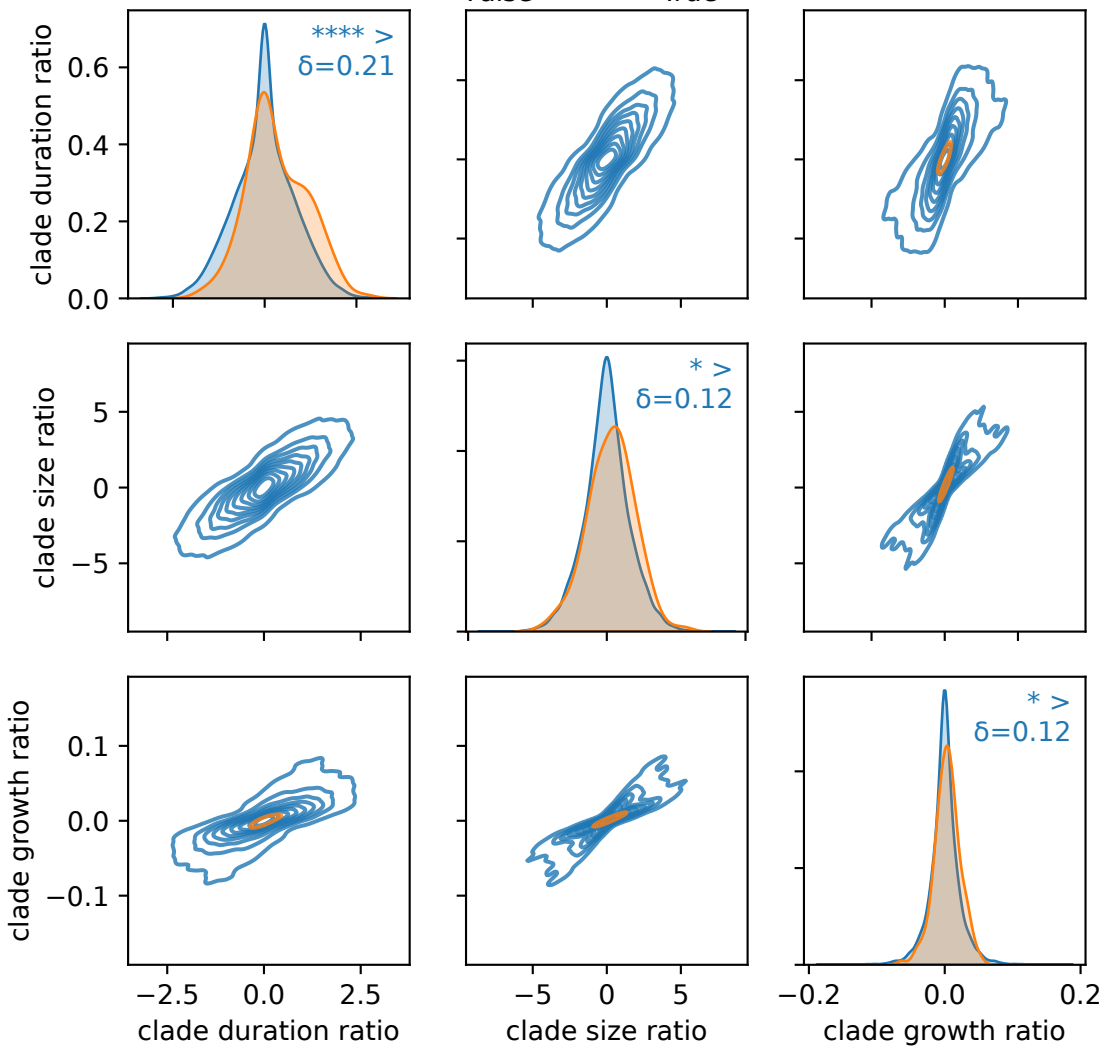 **** >
δ=0.21
clade duration ratio
0.6
0.4
0.2
0.0
* >
δ=0.12
clade size ratio
5
0
−5
* >
δ=0.12
clade growth ratio
0.1
0.0
−0.1
−2.5 0.0 2.5
clade duration ratio
−5 0 5
clade size ratio
−0.2 0.0 0.2
clade growth ratio